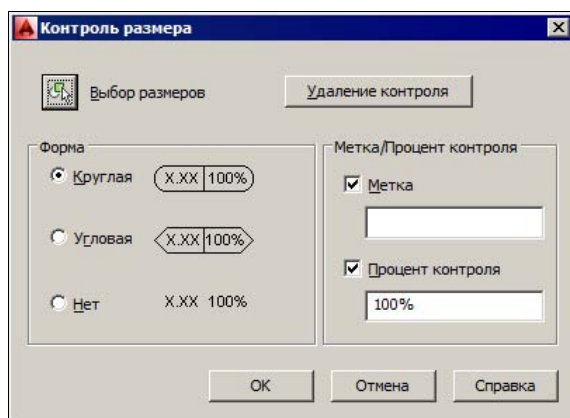 Контроль размера
Выбор размеров
Удаление контроля
Форма
Круглая
X.XX 100%
Угловая
X.XX 100%
Нет
X.XX 100%
Метка/Процент контроля
Метка
Процент контроля
100%
OK
Отмена
Справка